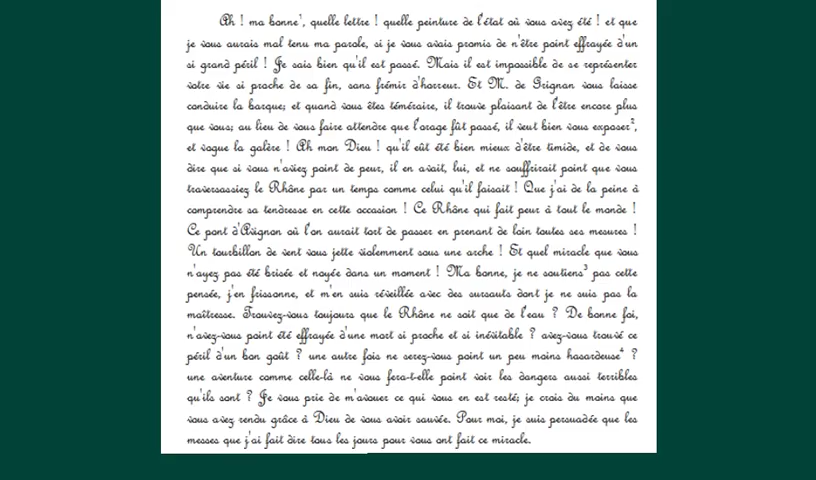 Ah ! ma bonne¹, quelle lettre ! quelle peinture de l'état où vous avez été ! et que
je vous aurais mal tenu ma parole, si je vous avais promis de n'être point effrayée d'un
si grand péril ! Je sais bien qu'il est passé. Mais il est impossible de se représenter
votre vie si proche de sa fin, sans frémir d'horreur. Et M. de Grignan vous laisse
conduire la barque; et quand vous êtes téméraire, il trouve plaisant de l'être encore plus
que vous; au lieu de vous faire attendre que l'orage fût passé, il veut bien vous exposer²,
et vogue la galère ! Ah mon Dieu ! qu'il eût été bien mieux d'être timide, et de vous
dire que si vous n'aviez point de peur, il en avait, lui, et ne souffrirait point que vous
traversassiez le Rhône par un temps comme celui qu'il faisait ! Que j'ai de la peine à
comprendre sa tendresse en cette occasion ! Ce Rhône qui fait peur à tout le monde !
Ce pont d'Avignon où l'on aurait tort de passer en prenant de loin toutes ses mesures !
Un tourbillon de vent vous jette violemment sous une arche ! Et quel miracle que vous
n'ayez pas été brisée et noyée dans un moment ! Ma bonne, je ne soutiens³ pas cette
pensée, j'en frissonne, et m'en suis réveillée avec des sursauts dont je ne suis pas la
maîtresse. Trouvez-vous toujours que le Rhône ne soit que de l'eau ? De bonne foi,
n'avez-vous point été effrayée d'une mort si proche et si inévitable ? avez-vous trouvé ce
péril d'un bon goût ? une autre fois ne serez-vous point un peu moins hasardeuse⁴ ?
une aventure comme celle-là ne vous fera-t-elle point voir les dangers aussi terribles
qu'ils sont ? Je vous prie de m'avouer ce qui vous en est resté; je crois du moins que
vous avez rendu grâce à Dieu de vous avoir sauvée. Pour moi, je suis persuadée que les
messes que j'ai fait dire tous les jours pour vous ont fait ce miracle.